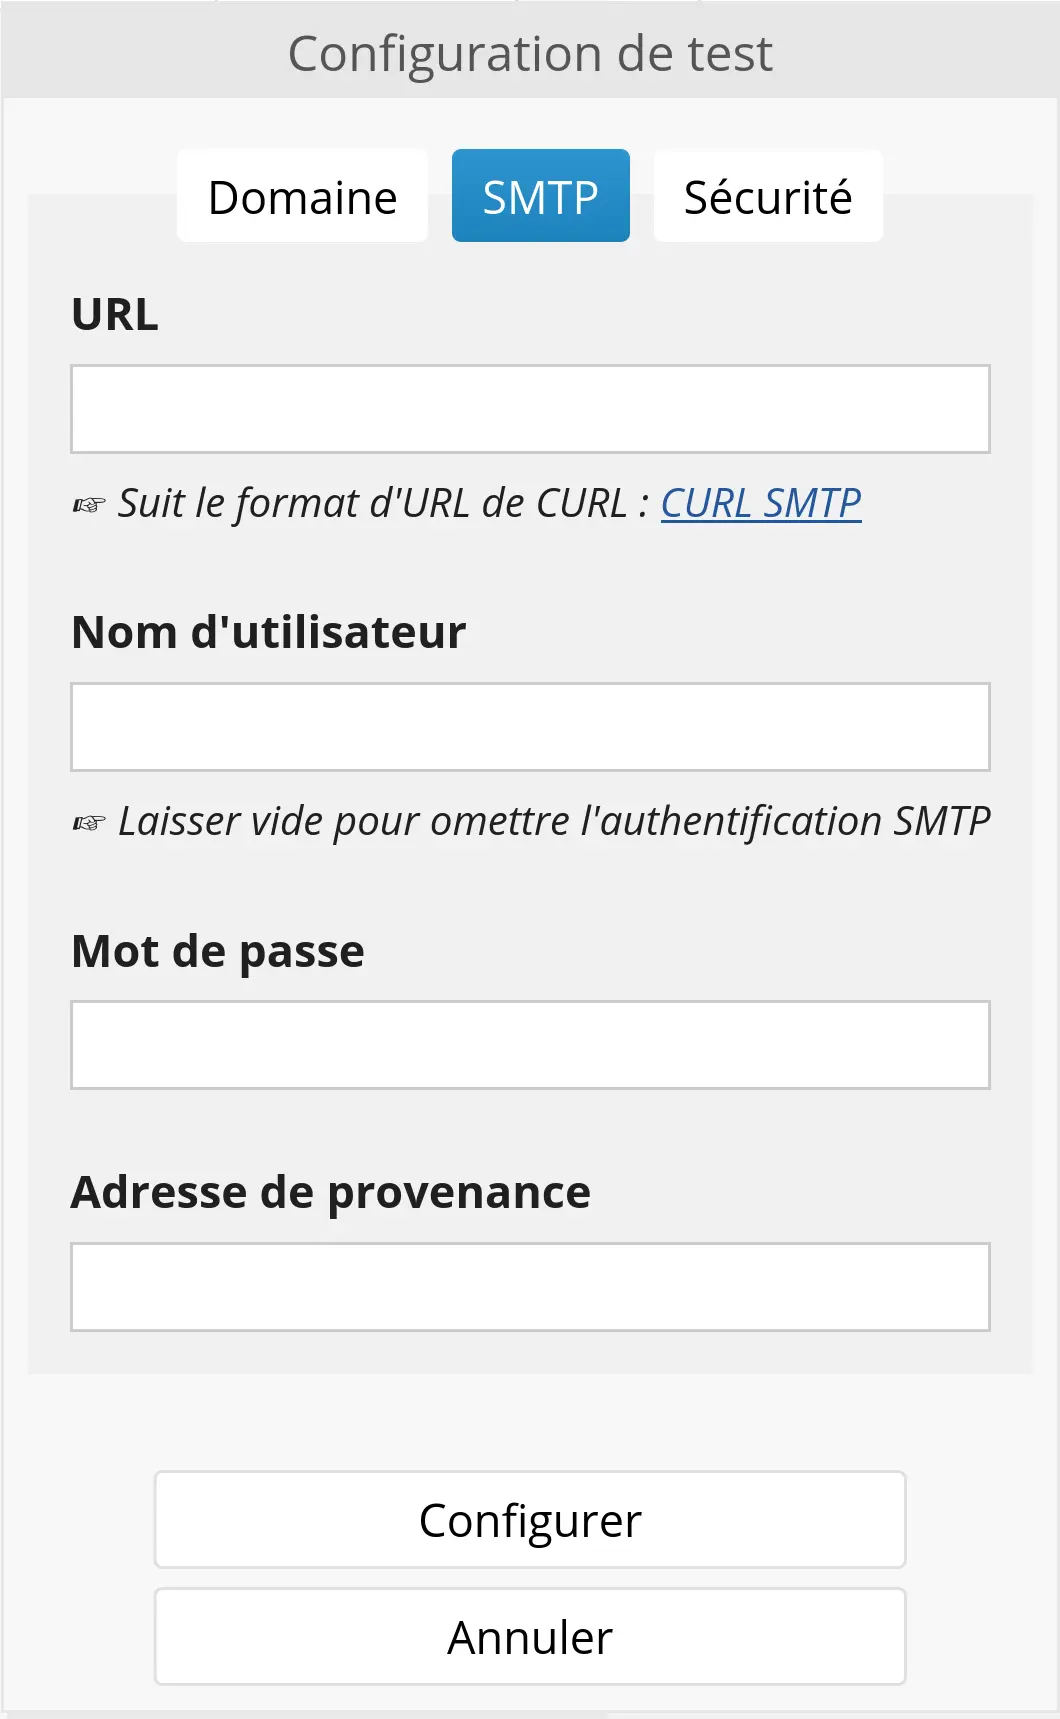 Configuration de test
Domaine SMTP Sécurité
URL
☞ Suit le format d'URL de CURL : CURL SMTP
Nom d'utilisateur
☞ Laisser vide pour omettre l'authentification SMTP
Mot de passe
Adresse de provenance
Configurer
Annuler